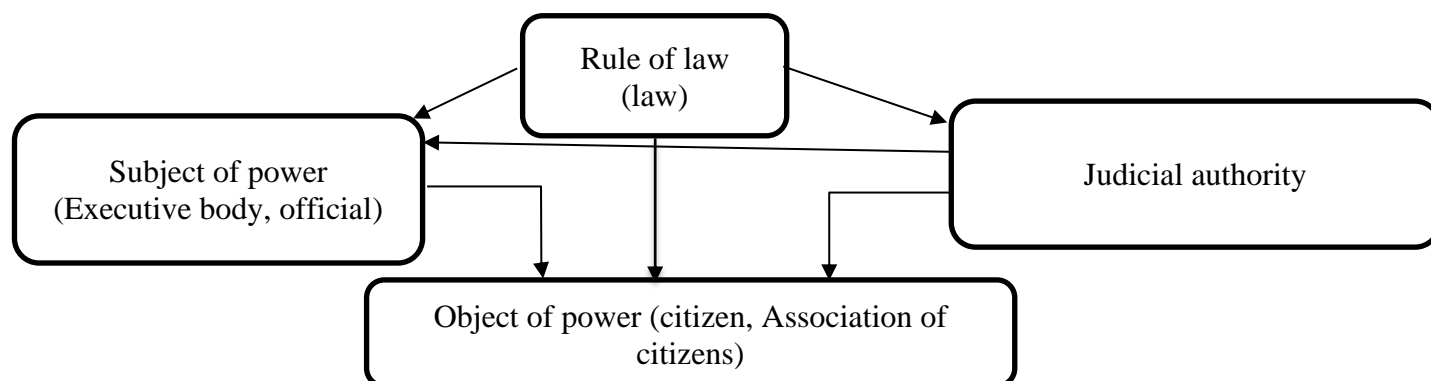 Rule of law
(law)
Subject of power
(Executive body, official)
Judicial authority
Object of power (citizen, Association of
citizens)